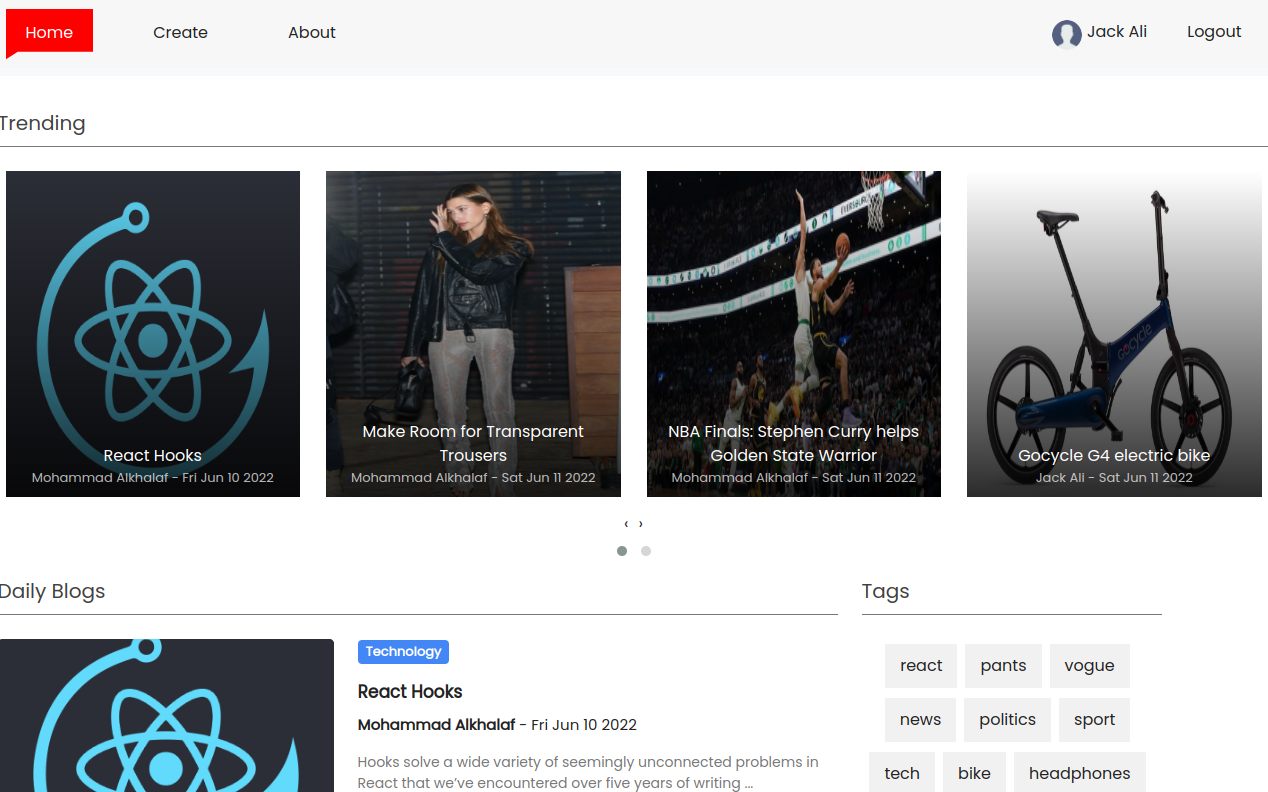 Home
Create
About
Jack Ali
Logout
Trending
React Hooks
Mohammad Alkhalaf - Fri Jun 10 2022
Make Room for Transparent
Trousers
Mohammad Alkhalaf - Sat Jun 11 2022
NBA Finals: Stephen Curry helps
Golden State Warrior
Mohammad Alkhalaf - Sat Jun 11 2022
GOCYCLE
Gocycle G4 electric bike
Jack Ali - Sat Jun 11 2022
‹ ›
Daily Blogs
Technology
React Hooks
Mohammad Alkhalaf - Fri Jun 10 2022
Hooks solve a wide variety of seemingly unconnected problems in
React that we’ve encountered over five years of writing ...
Tags
react pants vogue
news politics sport
tech bike headphones